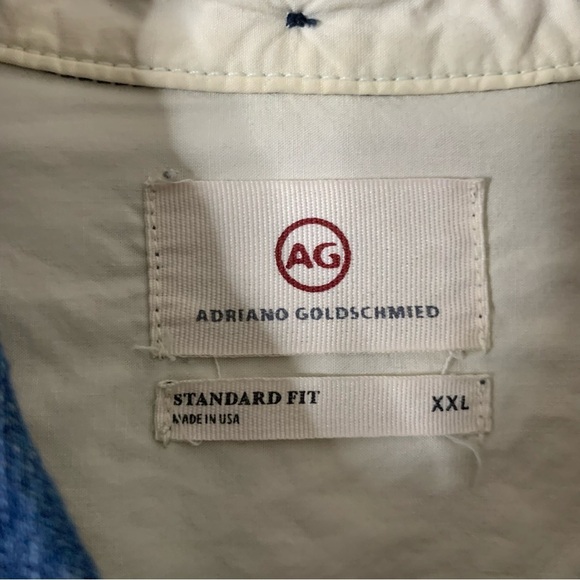 AG
ADRIANO GOLDSCHMIED
STANDARD FIT XXL
MADE IN USA